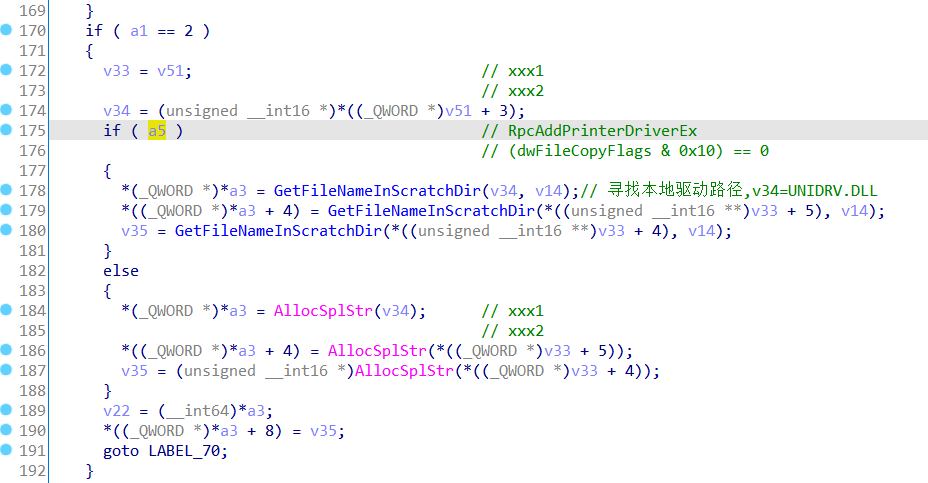 169 }
170 if ( a1 == 2 )
171 {
172 v33 = v51; // xxx1
173 // xxx2
174 v34 = (unsigned __int16 *)*((_QWORD *)v51 + 3);
175 if ( a5 ) // RpcAddPrinterDriverEx
176 // (dwFileCopyFlags & 0x10) == 0
177 {
178 *(_QWORD *)*a3 = GetFileNameInScratchDir(v34, v14);// 寻找本地驱动路径,v34=UNIDRV.DLL
179 *((_QWORD *)*a3 + 4) = GetFileNameInScratchDir(*((unsigned __int16 **)v33 + 5), v14);
180 v35 = GetFileNameInScratchDir(*((unsigned __int16 **)v33 + 4), v14);
181 }
182 else
183 {
184 *(_QWORD *)*a3 = AllocSplStr(v34); // xxx1
185 // xxx2
186 *((_QWORD *)*a3 + 4) = AllocSplStr(*((_QWORD *)v33 + 5));
187 v35 = (unsigned __int16 *)AllocSplStr(*((_QWORD *)v33 + 4));
188 }
189 v22 = (__int64)*a3;
190 *((_QWORD *)*a3 + 8) = v35;
191 goto LABEL_70;
192 }